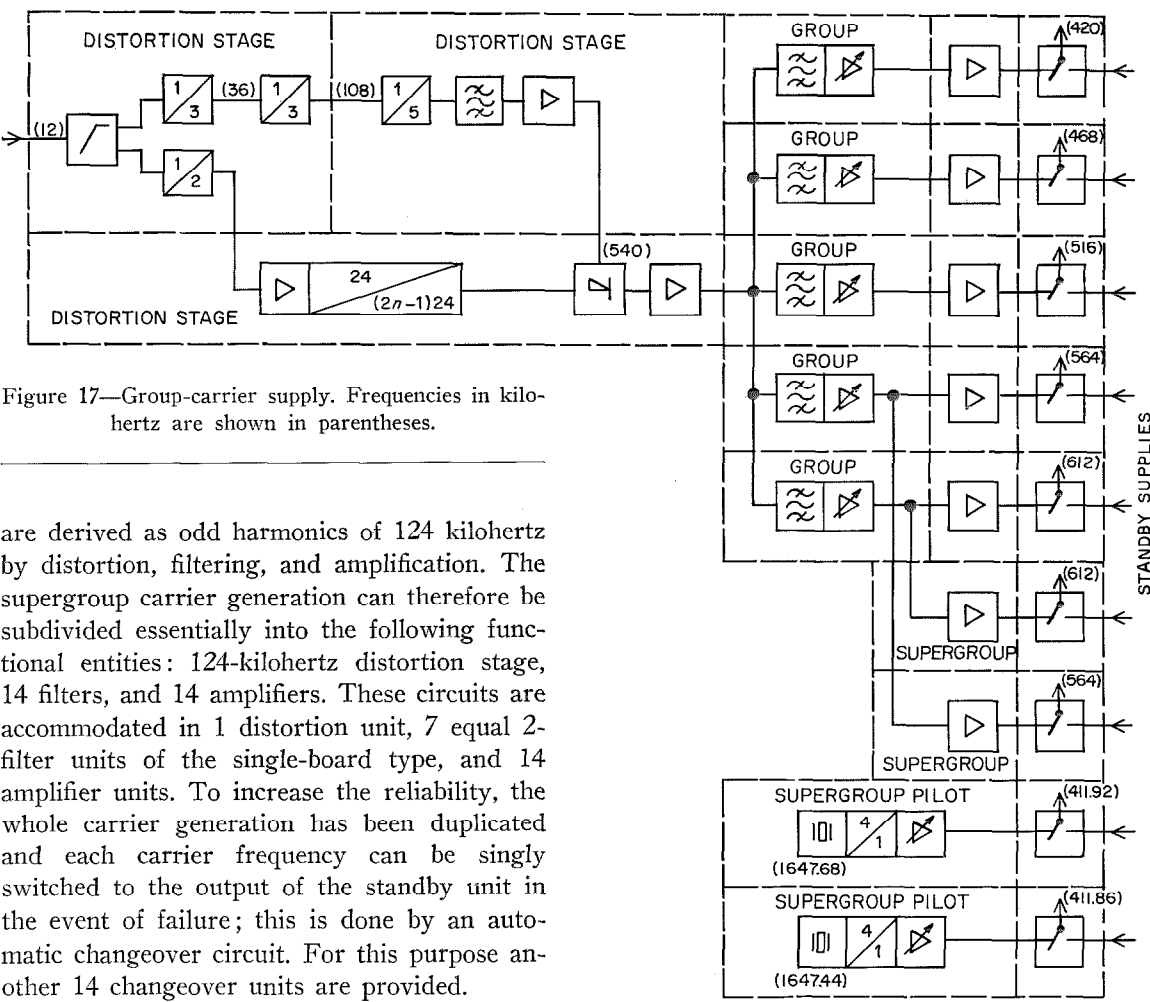 DISTORTION STAGE
DISTORTION STAGE
(12)
1/3
(36)
1/3
(108)
1/5
1/2
24
(2n-1)24
(540)
DISTORTION STAGE
GROUP
(420)
GROUP
(468)
GROUP
(516)
GROUP
(564)
GROUP
(612)
(612)
SUPERGROUP
(564)
SUPERGROUP
SUPERGROUP PILOT
(411.92)
4/1
(1647.68)
SUPERGROUP PILOT
(411.86)
4/1
(1647.44)
STANDBY SUPPLIES
Figure 17—Group-carrier supply. Frequencies in kilo-
hertz are shown in parentheses.
are derived as odd harmonics of 124 kilohertz
by distortion, filtering, and amplification. The
supergroup carrier generation can therefore be
subdivided essentially into the following func-
tional entities: 124-kilohertz distortion stage,
14 filters, and 14 amplifiers. These circuits are
accommodated in 1 distortion unit, 7 equal 2-
filter units of the single-board type, and 14
amplifier units. To increase the reliability, the
whole carrier generation has been duplicated
and each carrier frequency can be singly
switched to the output of the standby unit in
the event of failure; this is done by an auto-
matic changeover circuit. For this purpose an-
other 14 changeover units are provided.